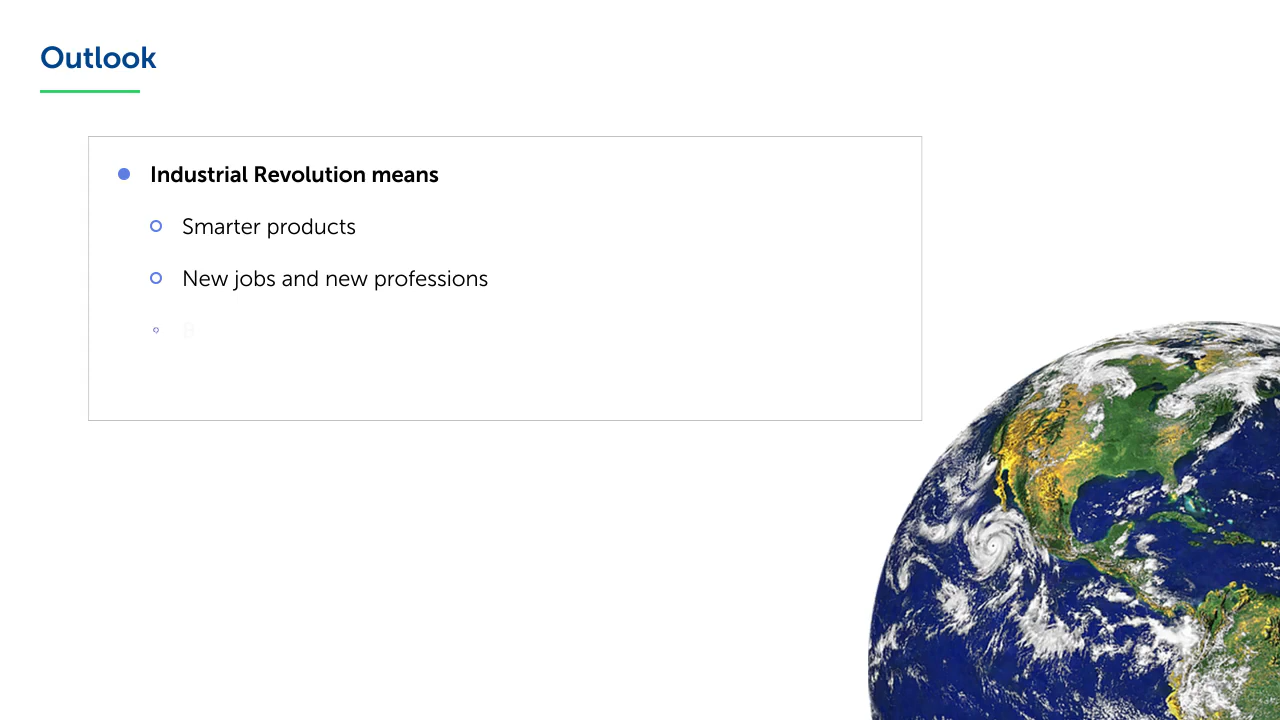 Outlook
Industrial Revolution means
Smarter products
New jobs and new professions
B